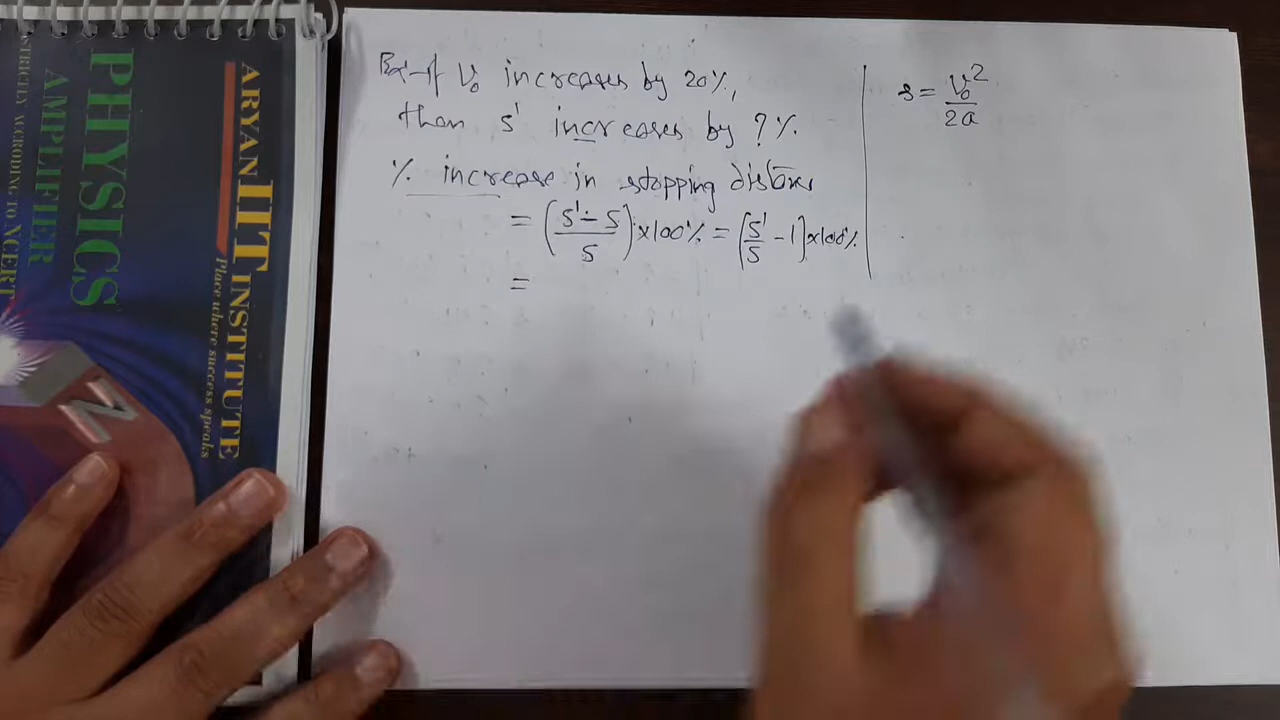 PHYSICS
AMPLIFIER
STRICTLY ACCRODING TO NCERT
ARYAN IIT INSTITUTE
Place where success speaks
N
Ex- If V₀ increases by 20%,
then s' increases by ? %.
% increase in stopping distance
= (s' - s / s) × 100% = [s'/s - 1] × 100%
=
s = V₀² / 2a